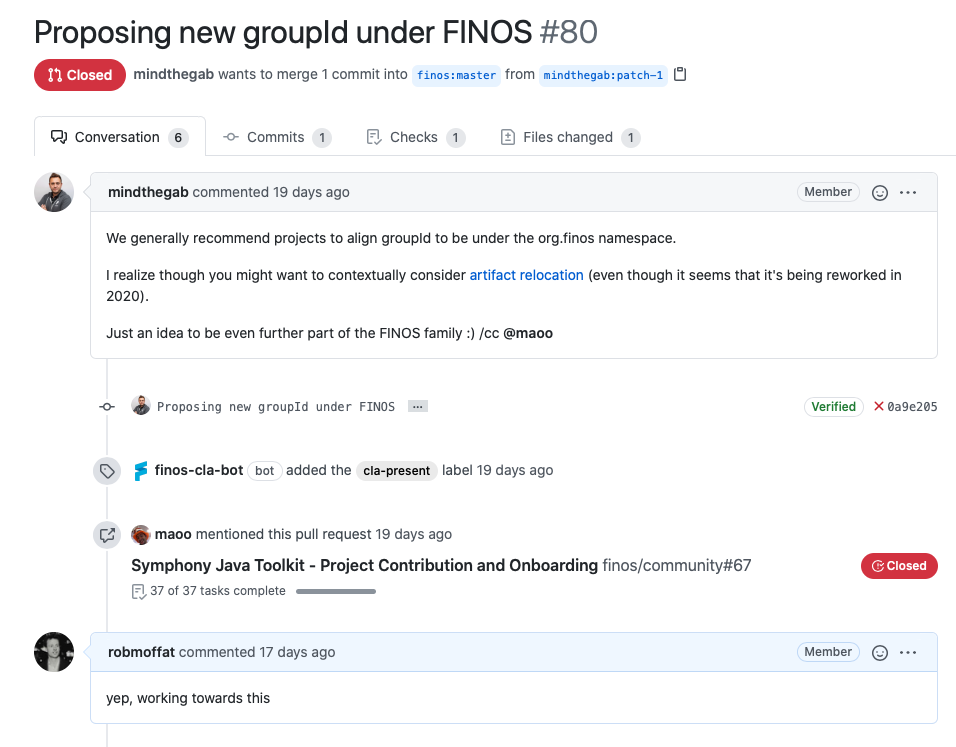 Proposing new groupId under FINOS #80
Closed mindthegab wants to merge 1 commit into finos:master from mindthegab:patch-1
Conversation 6 Commits 1 Checks 1 Files changed 1
mindthegab commented 19 days ago Member ...
We generally recommend projects to align groupId to be under the org.finos namespace.
I realize though you might want to contextually consider artifact relocation (even though it seems that it's being reworked in
2020).
Just an idea to be even further part of the FINOS family :) /cc @maoo
Proposing new groupId under FINOS ... Verified 0a9e205
finos-cla-bot bot added the cla-present label 19 days ago
maoo mentioned this pull request 19 days ago
Symphony Java Toolkit - Project Contribution and Onboarding finos/community#67 Closed
37 of 37 tasks complete
robmoffat commented 17 days ago Member ...
yep, working towards this